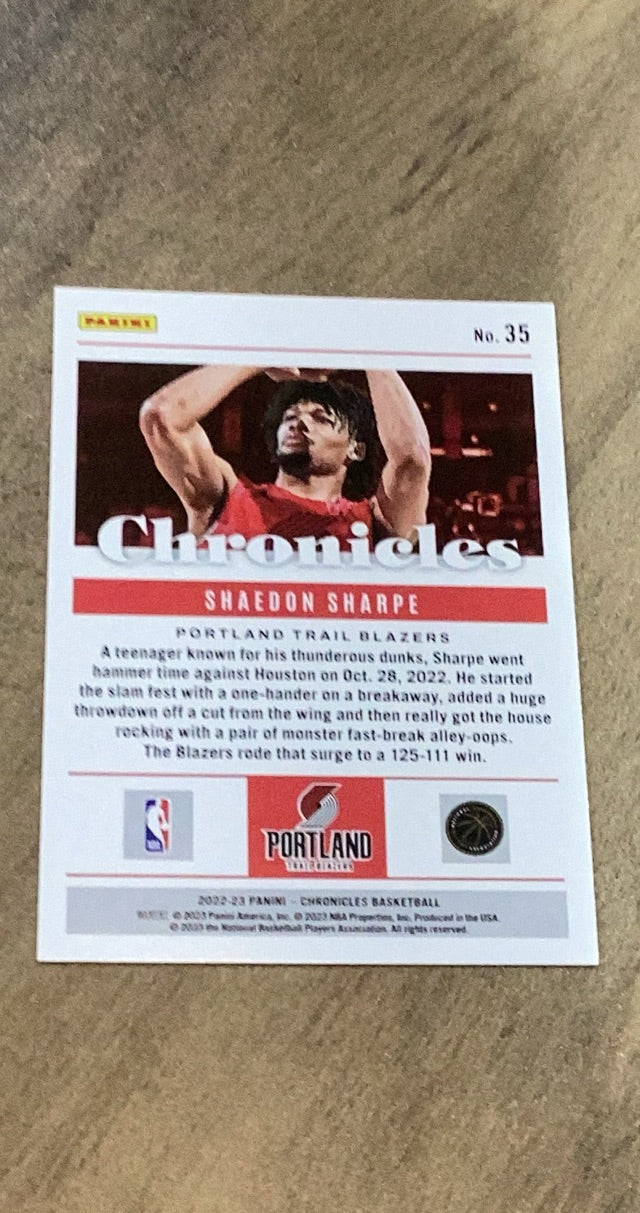 PANINI
No. 35
Chronicles
SHAEDON SHARPE
PORTLAND TRAIL BLAZERS
A teenager known for his thunderous dunks, Sharpe went
hammer time against Houston on Oct. 28, 2022. He started
the slam fest with a one-hander on a breakaway, added a huge
throwdown off a cut from the wing and then really got the house
rocking with a pair of monster fast-break alley-oops.
The Blazers rode that surge to a 125-111 win.
PORTLAND
TRAIL BLAZERS
2022-23 PANINI – CHRONICLES BASKETBALL
© 2023 Panini America, Inc. © 2023 NBA Properties, Inc. Produced in the USA.
© 2023 the National Basketball Players Association. All rights reserved.